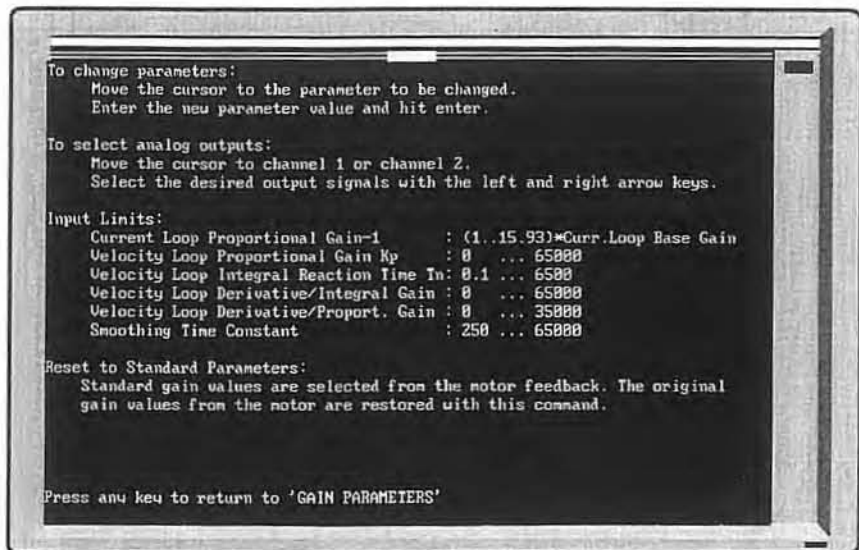 To change parameters:
Move the cursor to the parameter to be changed.
Enter the new parameter value and hit enter.
To select analog outputs:
Move the cursor to channel 1 or channel 2.
Select the desired output signals with the left and right arrow keys.
Input Limits:
Current Loop Proportional Gain-1 : (1..15.93)*Curr.Loop Base Gain
Velocity Loop Proportional Gain Kp : 0 ... 65000
Velocity Loop Integral Reaction Time Tn: 0.1 ... 6500
Velocity Loop Derivative/Integral Gain : 0 ... 65000
Velocity Loop Derivative/Proport. Gain : 0 ... 35000
Smoothing Time Constant : 250 ... 65000
Reset to Standard Parameters:
Standard gain values are selected from the motor feedback. The original
gain values from the motor are restored with this command.
Press any key to return to 'GAIN PARAMETERS'